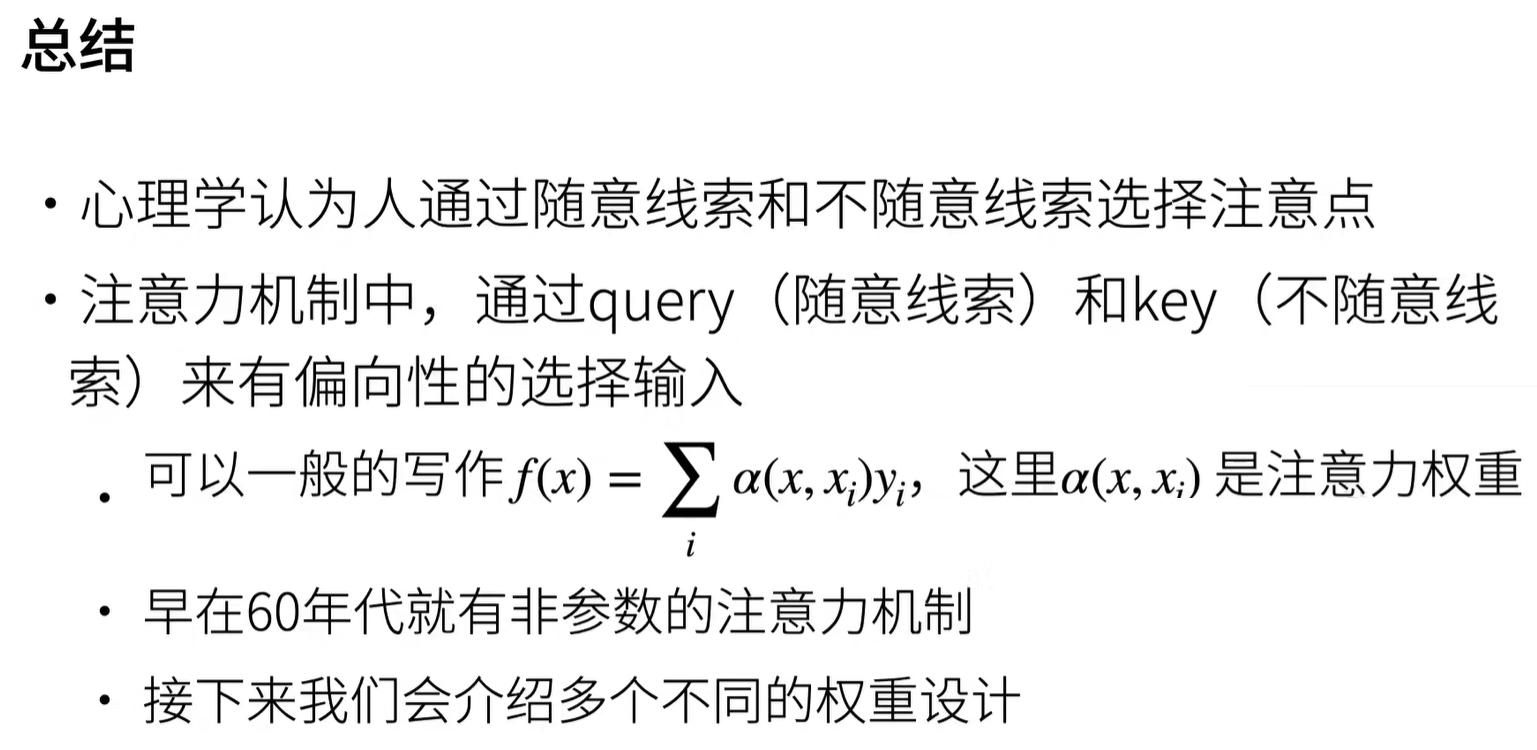 总结
• 心理学认为人通过随意线索和不随意线索选择注意点
• 注意力机制中，通过query（随意线索）和key（不随意线
索）来有偏向性的选择输入
• 可以一般的写作 f(x) = ∑_i α(x, x_i)y_i，这里α(x, x_i) 是注意力权重
• 早在60年代就有非参数的注意力机制
• 接下来我们会介绍多个不同的权重设计